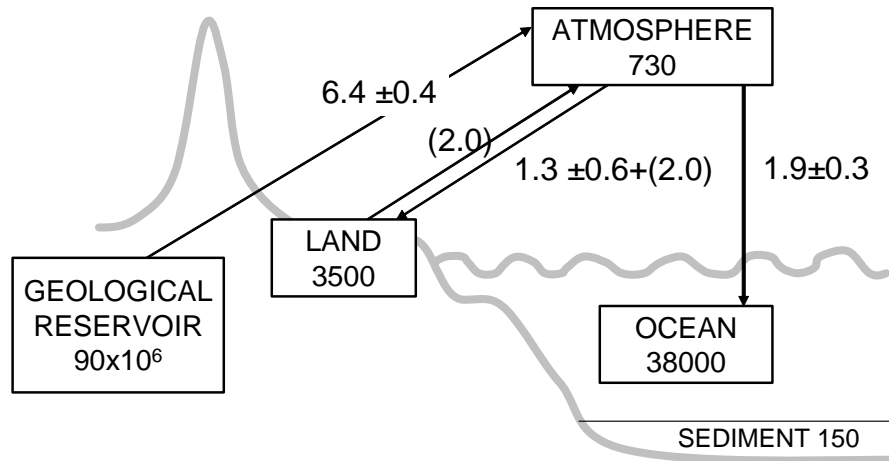 ATMOSPHERE
730
6.4 ±0.4
(2.0)
1.3 ±0.6+(2.0)
1.9±0.3
LAND
3500
GEOLOGICAL
RESERVOIR
90x10⁶
OCEAN
38000
SEDIMENT 150